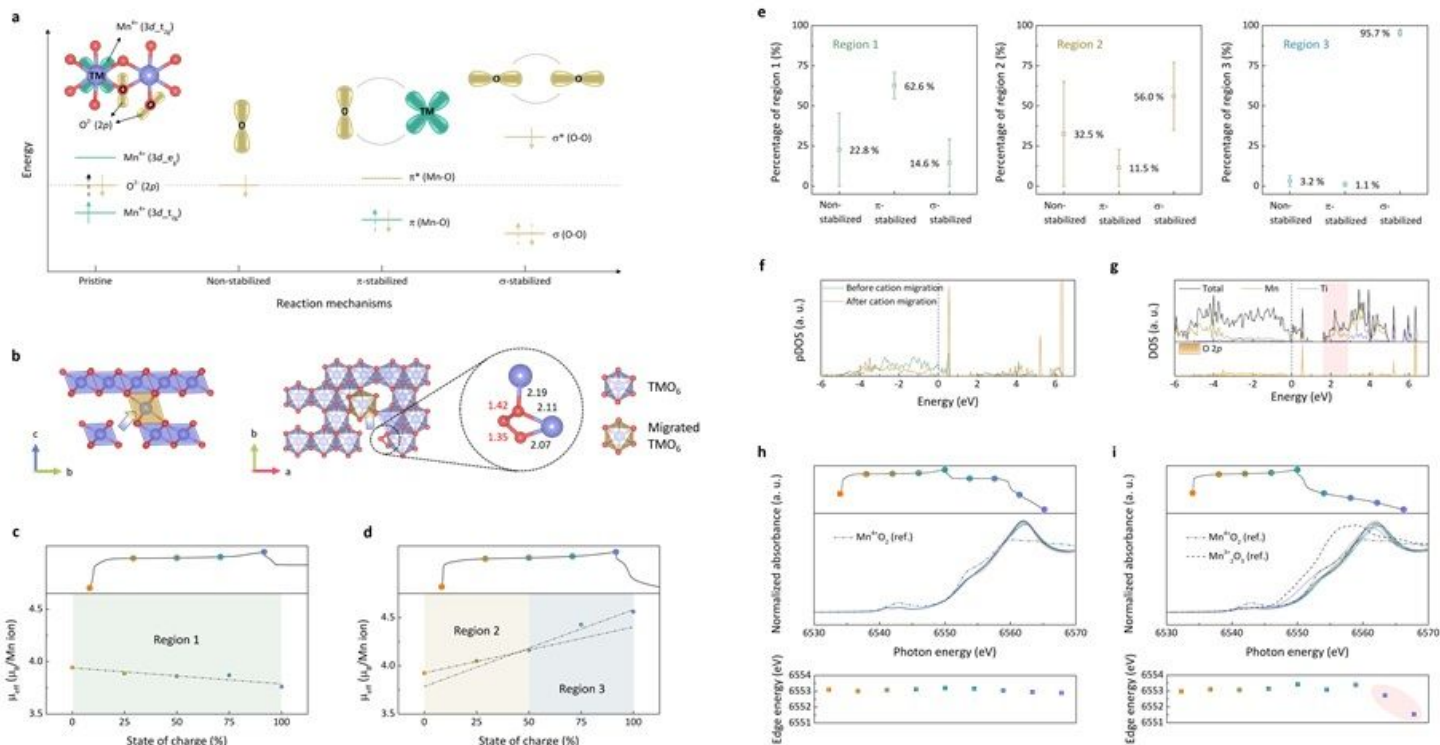 a
Mn⁴⁺ (3d_t₂g)
TM
O
O
O²⁻ (2p)
Mn⁴⁺ (3d_e_g)
O²⁻ (2p)
Mn⁴⁺ (3d_t₂g)
O
O
TM
π* (Mn-O)
π (Mn-O)
O
O
σ* (O-O)
σ (O-O)
Energy
Pristine
Non-stabilized
π-stabilized
σ-stabilized
Reaction mechanisms
b
c
b
b
a
2.19
1.42
2.11
1.35
2.07
TMO₆
Migrated
TMO₆
c
4.5
4.0
3.5
μeff (μB/Mn ion)
Region 1
0
25
50
75
100
State of charge (%)
d
4.5
4.0
3.5
μeff (μB/Mn ion)
Region 2
Region 3
0
25
50
75
100
State of charge (%)
e
Percentage of region 1 (%)
100
75
50
25
0
Region 1
22.8 %
62.6 %
14.6 %
Non-
stabilized
π-
stabilized
σ-
stabilized
Percentage of region 2 (%)
100
75
50
25
0
Region 2
32.5 %
11.5 %
56.0 %
Non-
stabilized
π-
stabilized
σ-
stabilized
Percentage of region 3 (%)
100
75
50
25
0
Region 3
95.7 %
3.2 %
1.1 %
Non-
stabilized
π-
stabilized
σ-
stabilized
f
pDOS (a. u.)
Before cation migration
After cation migration
-6
-4
-2
0
2
4
6
Energy (eV)
g
DOS (a. u.)
Total
Mn
Ti
O 2p
-6
-4
-2
0
2
4
6
Energy (eV)
h
Normalized absorbance (a. u.)
Mn⁴⁺O₂ (ref.)
6530
6540
6550
6560
6570
Photon energy (eV)
Edge energy (eV)
6554
6553
6552
6551
i
Normalized absorbance (a. u.)
Mn⁴⁺O₂ (ref.)
Mn³⁺₂O₃ (ref.)
6530
6540
6550
6560
6570
Photon energy (eV)
Edge energy (eV)
6554
6553
6552
6551